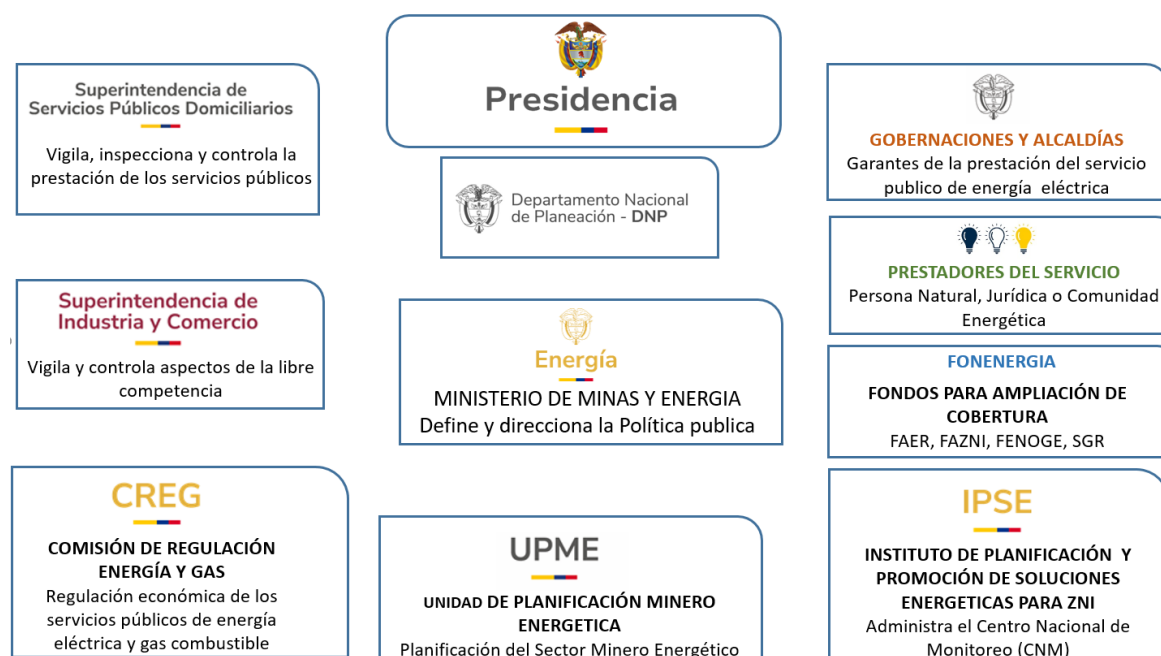 Superintendencia de
Servicios Públicos Domiciliarios
Vigila, inspecciona y controla la
prestación de los servicios públicos
Superintendencia de
Industria y Comercio
Vigila y controla aspectos de la libre
competencia
CREG
COMISIÓN DE REGULACIÓN
ENERGÍA Y GAS
Regulación económica de los
servicios públicos de energía
eléctrica y gas combustible
Presidencia
Departamento Nacional
de Planeación - DNP
Energía
MINISTERIO DE MINAS Y ENERGIA
Define y direcciona la Política publica
UPME
UNIDAD DE PLANIFICACIÓN MINERO
ENERGETICA
Planificación del Sector Minero Energético
GOBERNACIONES Y ALCALDÍAS
Garantes de la prestación del servicio
publico de energía eléctrica
PRESTADORES DEL SERVICIO
Persona Natural, Jurídica o Comunidad
Energética
FONENERGIA
FONDOS PARA AMPLIACIÓN DE
COBERTURA
FAER, FAZNI, FENOGE, SGR
IPSE
INSTITUTO DE PLANIFICACIÓN Y
PROMOCIÓN DE SOLUCIONES
ENERGETICAS PARA ZNI
Administra el Centro Nacional de
Monitoreo (CNM)